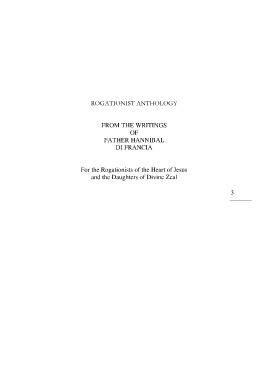 ROGATIONIST ANTHOLOGY
FROM THE WRITINGS
OF
FATHER HANNIBAL
DI FRANCIA
For the Rogationists of the Heart of Jesus
and the Daughters of Divine Zeal
3